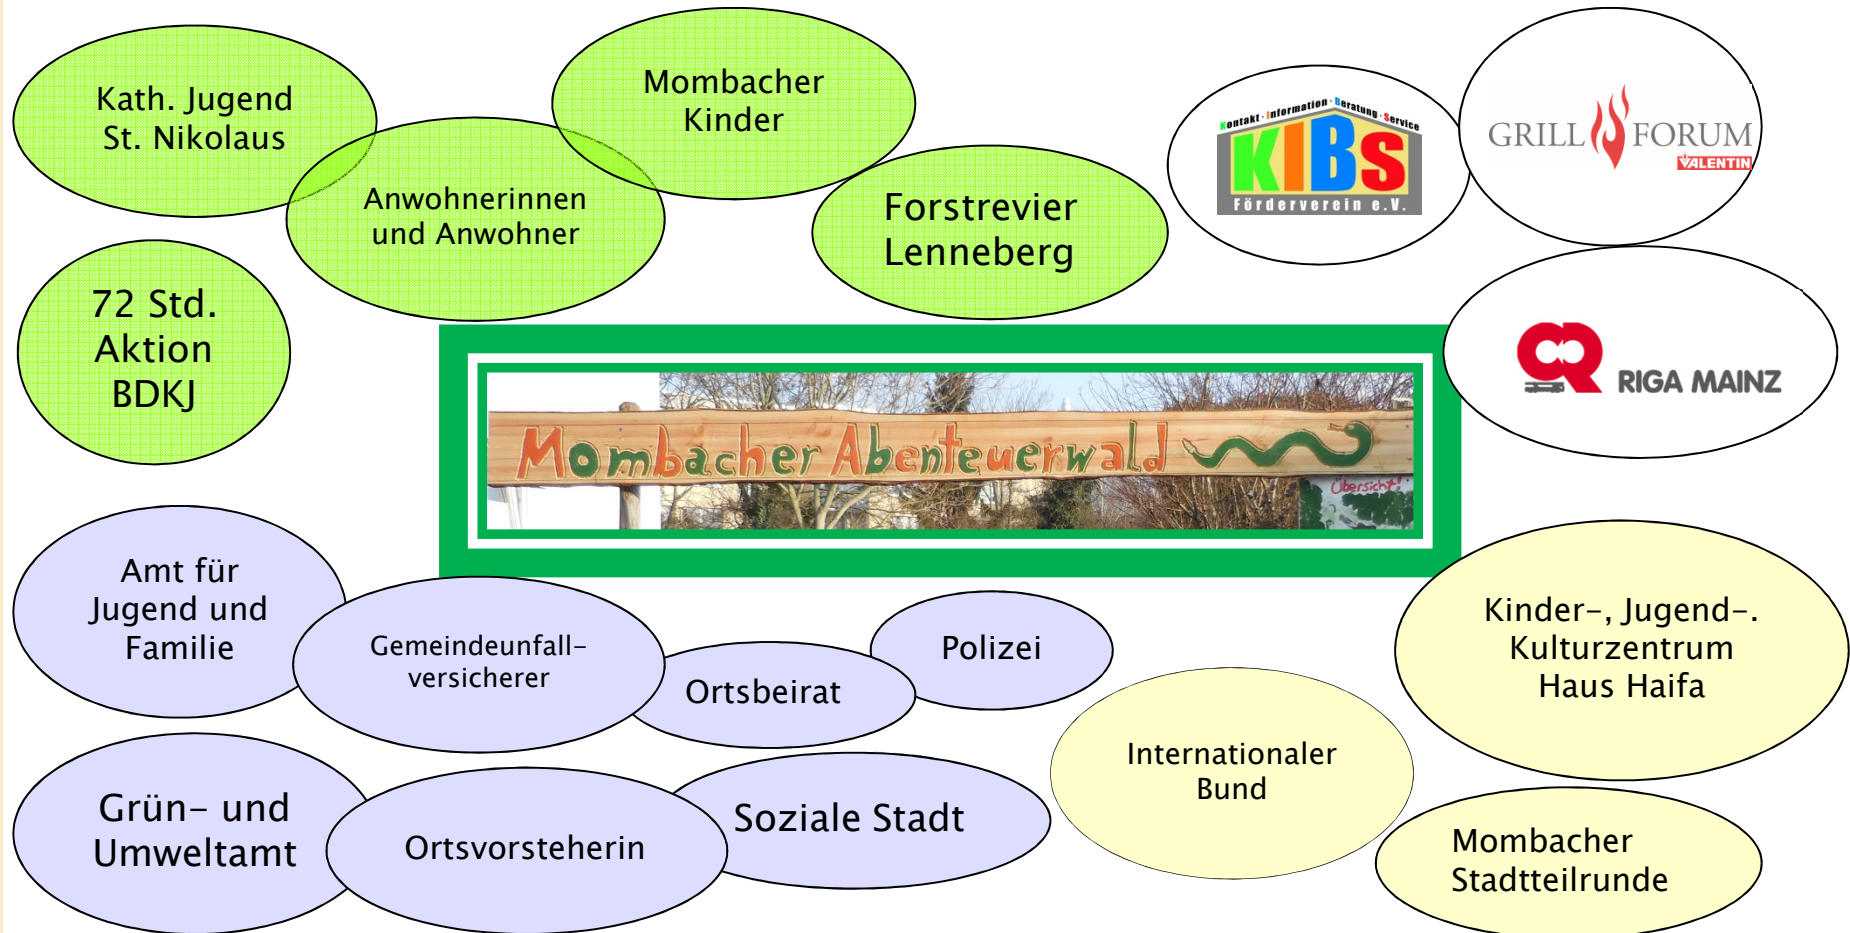 Kath. Jugend
St. Nikolaus
Mombacher
Kinder
Anwohnerinnen
und Anwohner
Forstrevier
Lenneberg
Kontakt · Information · Beratung · Service
KIBS
Förderverein e.V.
GRILL FORUM
VALENTIN
72 Std.
Aktion
BDKJ
RIGA MAINZ
Mombacher Abenteuerwald
Übersicht!
Amt für
Jugend und
Familie
Gemeindeunfall-
versicherer
Ortsbeirat
Polizei
Kinder-, Jugend-.
Kulturzentrum
Haus Haifa
Internationaler
Bund
Grün- und
Umweltamt
Ortsvorsteherin
Soziale Stadt
Mombacher
Stadtteilrunde